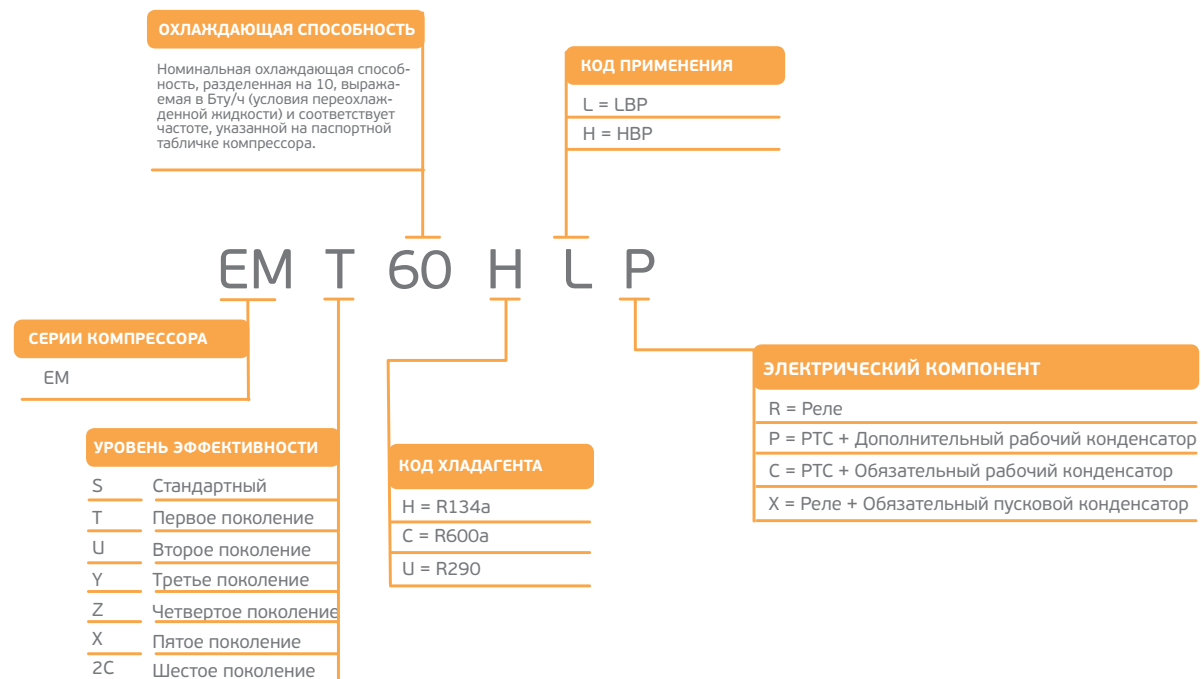 ОХЛАЖДАЮЩАЯ СПОСОБНОСТЬ
Номинальная охлаждающая способ-
ность, разделенная на 10, выража-
емая в Бту/ч (условия переохлаж-
денной жидкости) и соответствует
частоте, указанной на паспортной
табличке компрессора.
КОД ПРИМЕНЕНИЯ
L = LBP
H = HBP
EM T 60 H L P
СЕРИИ КОМПРЕССОРА
EM
УРОВЕНЬ ЭФФЕКТИВНОСТИ
S Стандартный
T Первое поколение
U Второе поколение
Y Третье поколение
Z Четвертое поколение
X Пятое поколение
2C Шестое поколение
КОД ХЛАДАГЕНТА
H = R134a
C = R600a
U = R290
ЭЛЕКТРИЧЕСКИЙ КОМПОНЕНТ
R = Реле
P = PTC + Дополнительный рабочий конденсатор
C = PTC + Обязательный рабочий конденсатор
X = Реле + Обязательный пусковой конденсатор